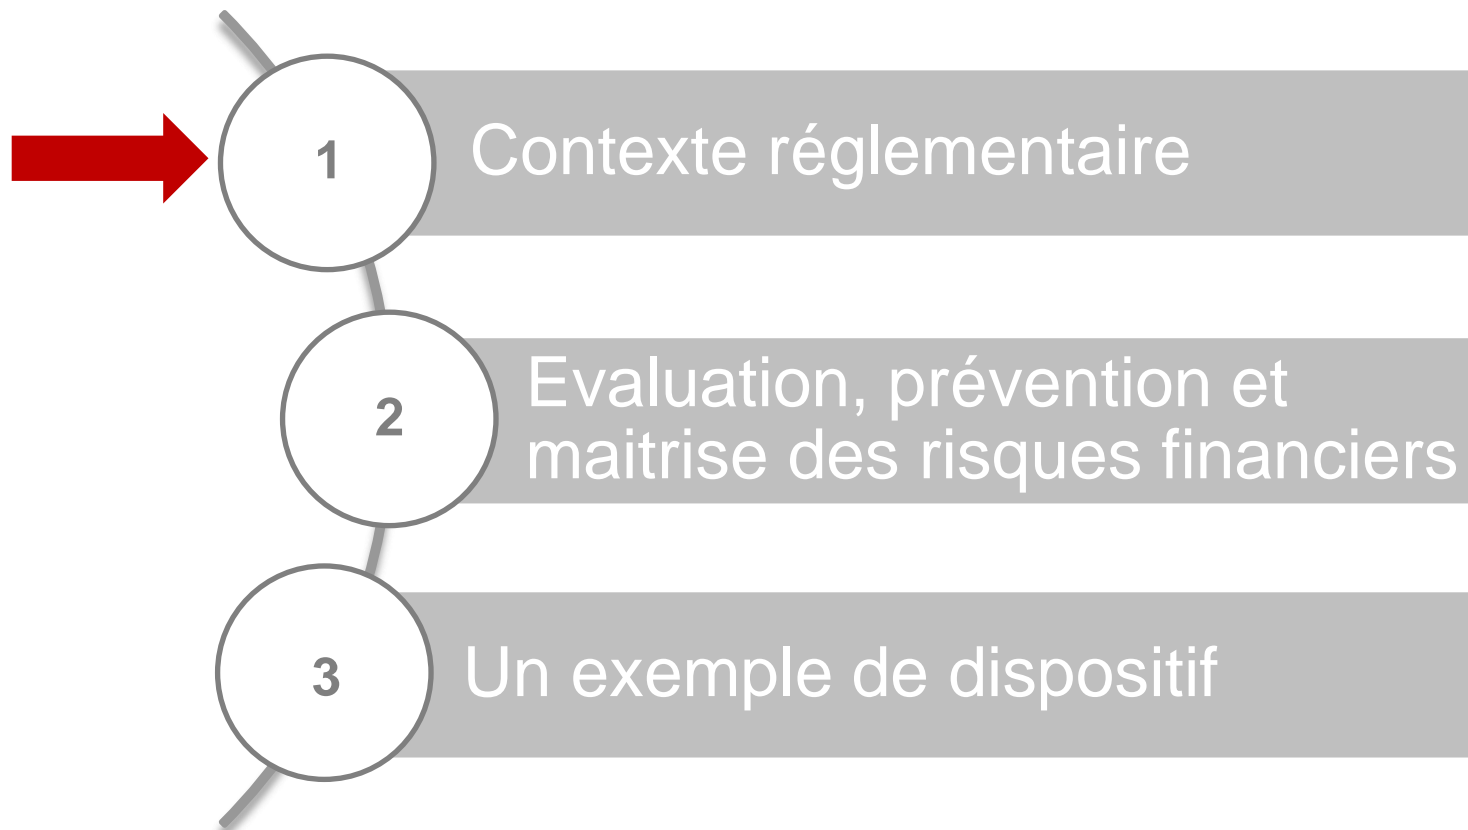 1
Contexte réglementaire
2
Evaluation, prévention et
maitrise des risques financiers
3
Un exemple de dispositif